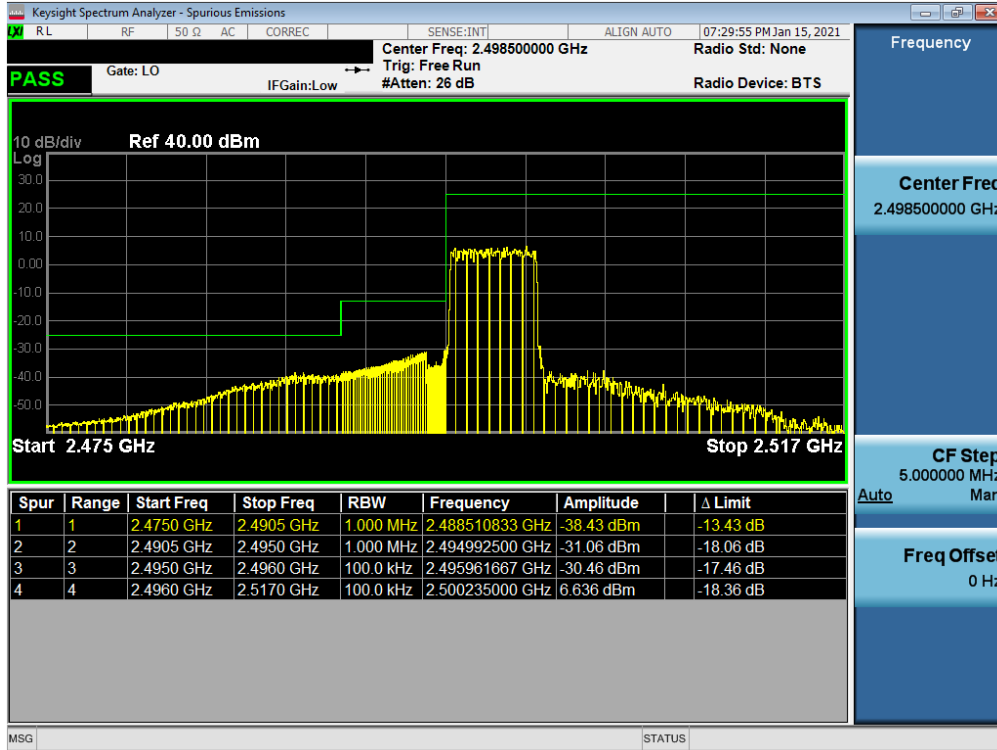 Keysight Spectrum Analyzer - Spurious Emissions
LXI RL RF 50 Ω AC CORREC SENSE:INT ALIGN AUTO 07:29:55 PM Jan 15, 2021
Center Freq: 2.498500000 GHz Radio Std: None
Trig: Free Run
PASS Gate: LO
IFGain:Low #Atten: 26 dB Radio Device: BTS
10 dB/div Ref 40.00 dBm
Log
30.0
20.0
10.0
0.00
-10.0
-20.0
-30.0
-40.0
-50.0
Start 2.475 GHz Stop 2.517 GHz
Spur Range Start Freq Stop Freq RBW Frequency Amplitude Δ Limit
1 1 2.4750 GHz 2.4905 GHz 1.000 MHz 2.488510833 GHz -38.43 dBm -13.43 dB
2 2 2.4905 GHz 2.4950 GHz 1.000 MHz 2.494992500 GHz -31.06 dBm -18.06 dB
3 3 2.4950 GHz 2.4960 GHz 100.0 kHz 2.495961667 GHz -30.46 dBm -17.46 dB
4 4 2.4960 GHz 2.5170 GHz 100.0 kHz 2.500235000 GHz 6.636 dBm -18.36 dB
MSG STATUS
Frequency
Center Freq
2.498500000 GHz
CF Step
5.000000 MHz
Auto Man
Freq Offset
0 Hz